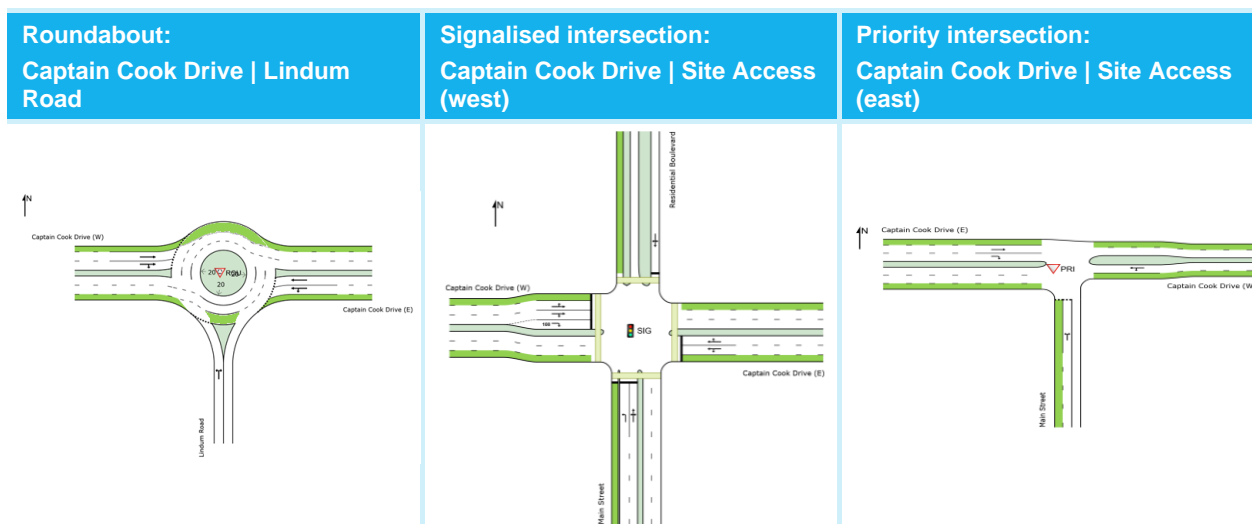 Roundabout:
Captain Cook Drive | Lindum
Road
Signalised intersection:
Captain Cook Drive | Site Access
(west)
Priority intersection:
Captain Cook Drive | Site Access
(east)
N
Captain Cook Drive (W)
20
20
Captain Cook Drive (E)
Lindum Road
N
Residential Boulevard
Captain Cook Drive (W)
SIG
Captain Cook Drive (E)
Main Street
N
Captain Cook Drive (E)
PRI
Captain Cook Drive (W
Main Street